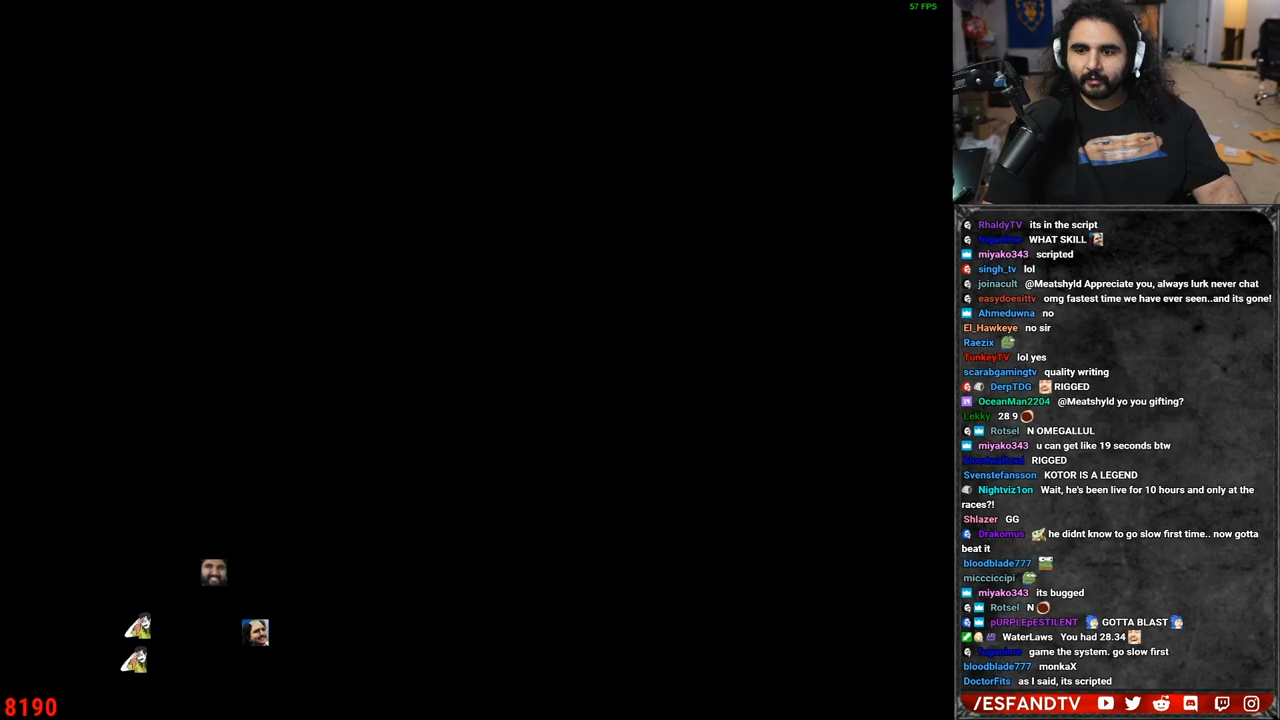 57 FPS
RhaldyTV its in the script
WHAT SKILL
miyako343 scripted
singh_tv lol
joinacult @Meatshyld Appreciate you, always lurk never chat
easydoesittv omg fastest time we have ever seen..and its gone!
Ahmeduwna no
El_Hawkeye no sir
Raezix
TunkeyTV lol yes
scarabgamingtv quality writing
DerpTDG RIGGED
OceanMan2204 @Meatshyld yo you gifting?
Lekky 28 9
Rotsel N OMEGALLUL
miyako343 u can get like 19 seconds btw
RIGGED
Svenstefansson KOTOR IS A LEGEND
Nightviz1on Wait, he's been live for 10 hours and only at the
races?!
Shlazer GG
Drakomus he didnt know to go slow first time.. now gotta
beat it
bloodblade777
miccciccipi
miyako343 its bugged
Rotsel N
pURPLEpESTILENT GOTTA BLAST
WaterLaws You had 28.34
game the system. go slow first
bloodblade777 monkaX
DoctorFits as I said, its scripted
/ESFANDTV
8190